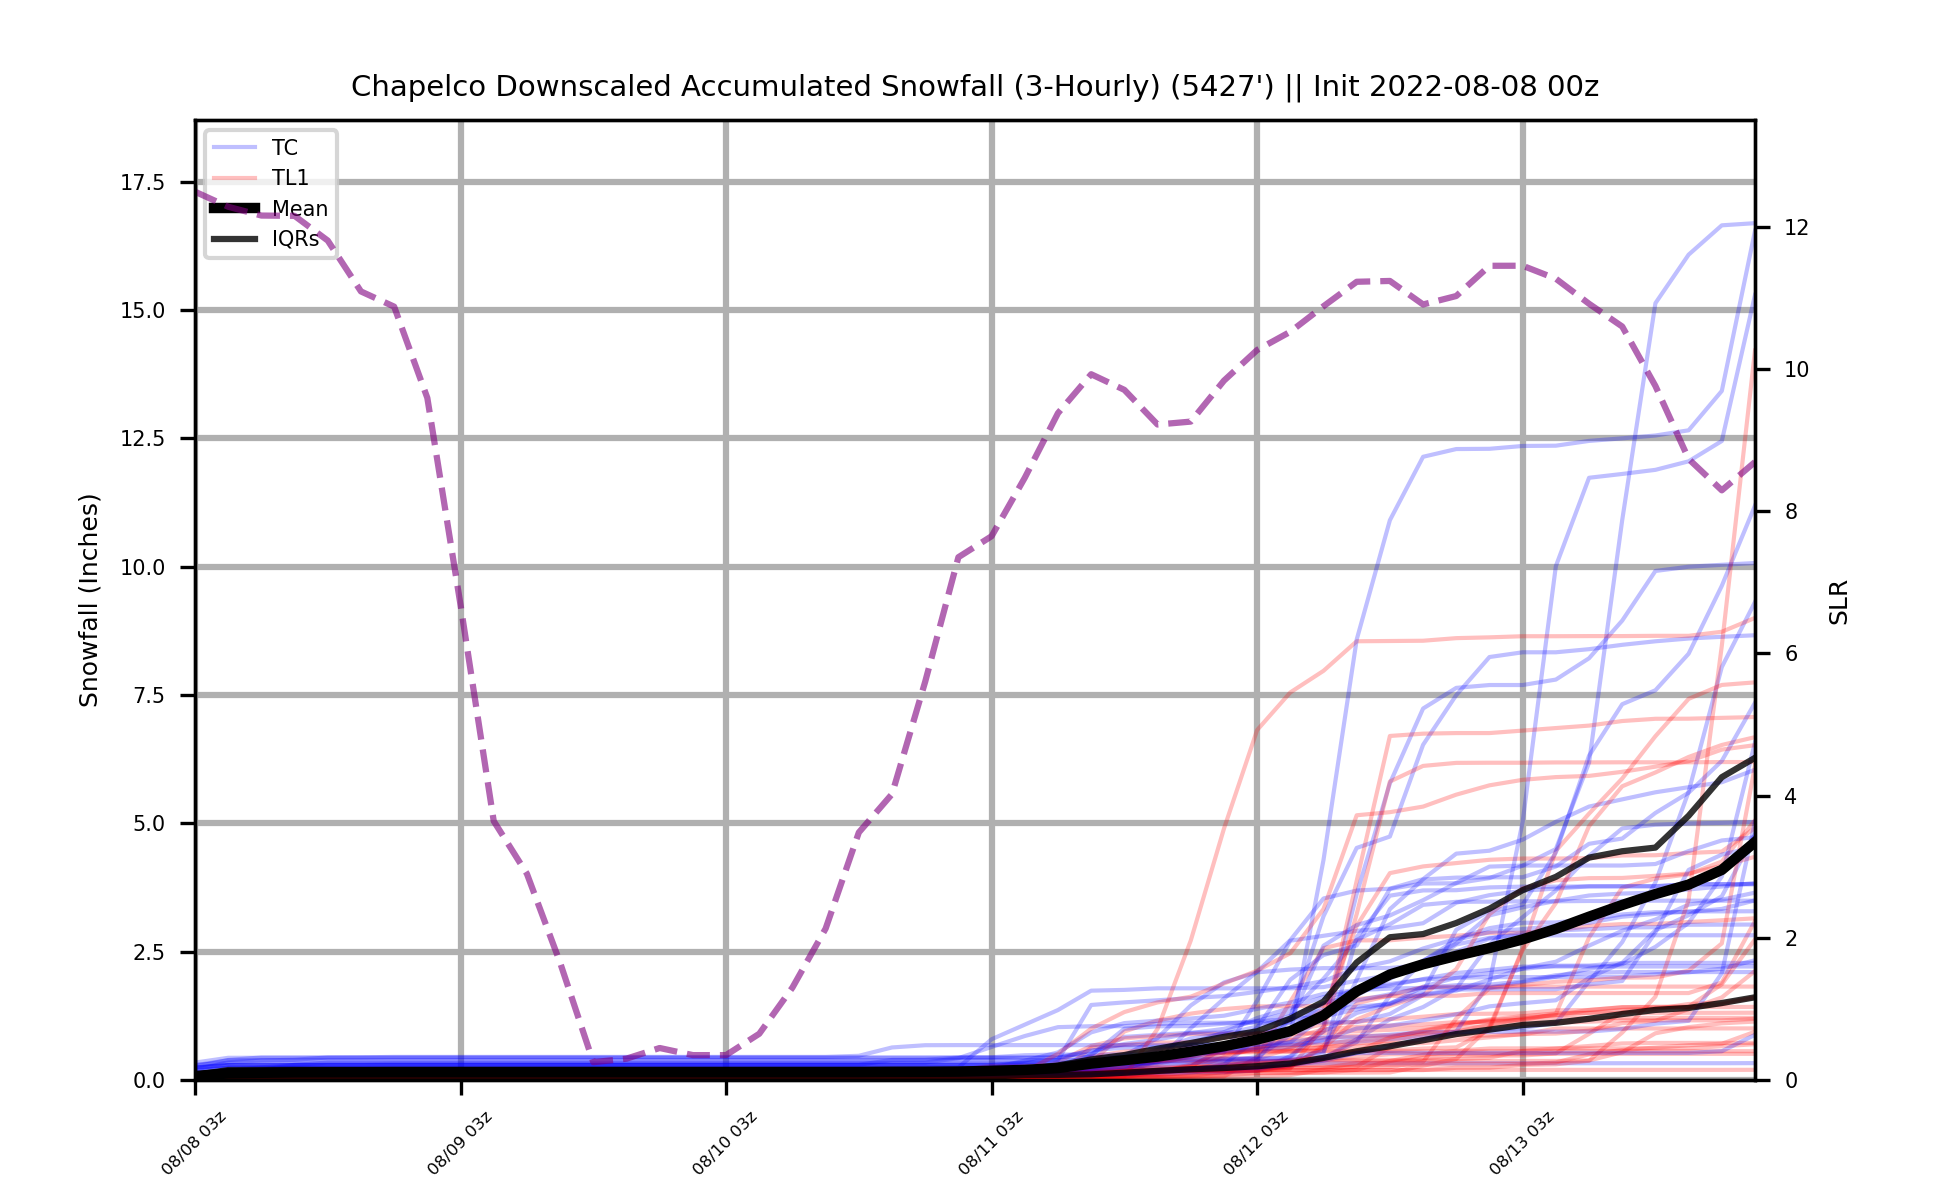 Chapelco Downscaled Accumulated Snowfall (3-Hourly) (5427') || Init 2022-08-08 00z
TC
TL1
Mean
IQRs
17.5
15.0
12.5
10.0
7.5
5.0
2.5
0.0
Snowfall (Inches)
12
10
8
6
4
2
0
SLR
08/08 03z
08/09 03z
08/10 03z
08/11 03z
08/12 03z
08/13 03z